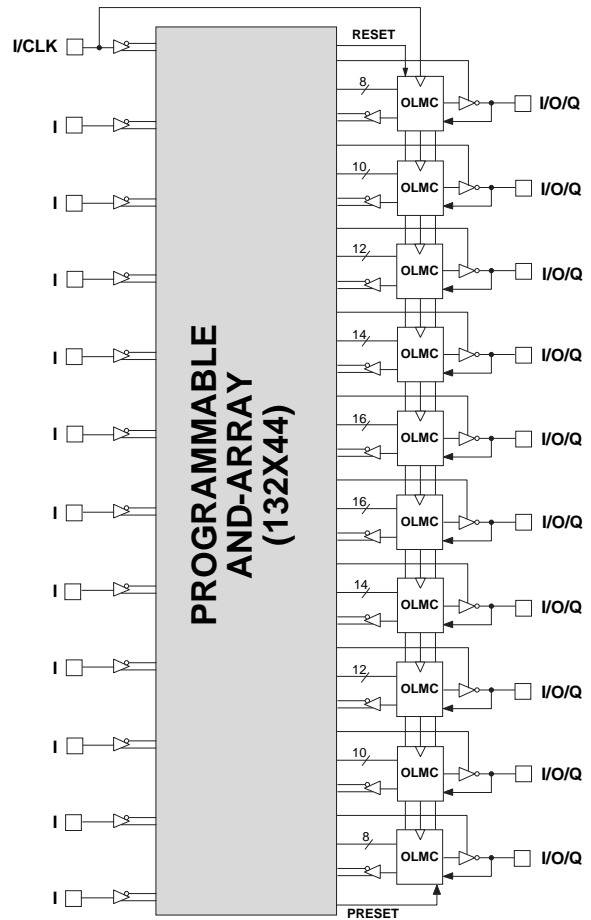 RESET
I/CLK
8
OLMC
I/O/Q
I
10
OLMC
I/O/Q
I
12
OLMC
I/O/Q
I
14
OLMC
I/O/Q
I
16
OLMC
I/O/Q
I
PROGRAMMABLE
AND-ARRAY
(132X44)
16
OLMC
I/O/Q
I
14
OLMC
I/O/Q
I
12
OLMC
I/O/Q
I
10
OLMC
I/O/Q
I
8
OLMC
I/O/Q
I
I
PRESET